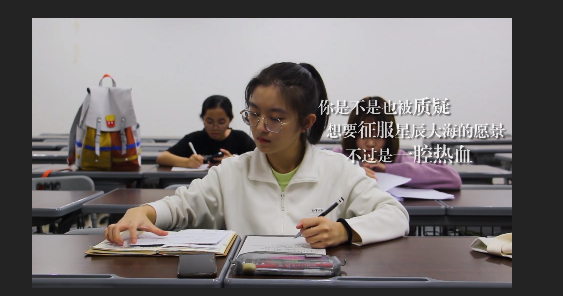 你是不是也被质疑
想要征服星辰大海的愿景
不过是一腔热血